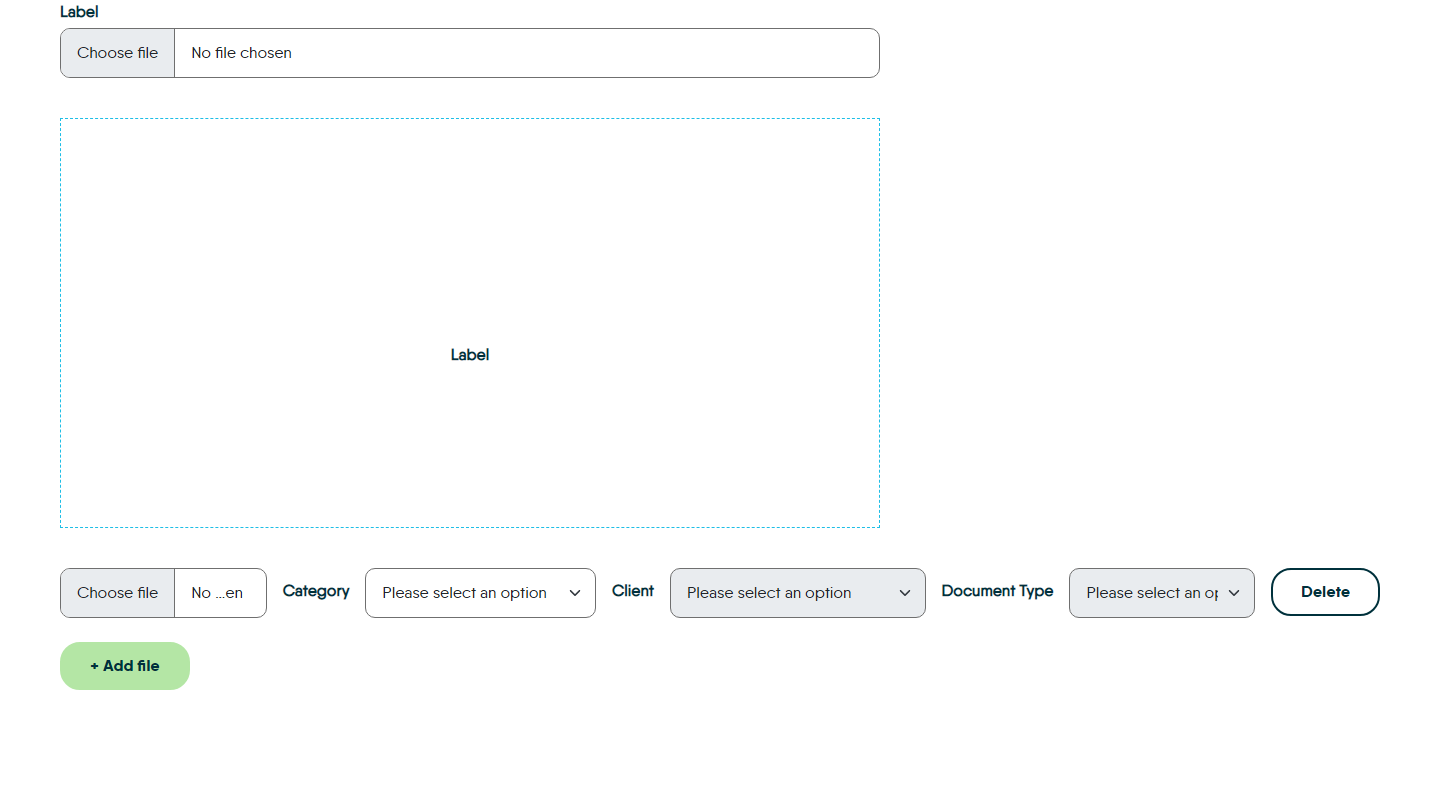 Label
Choose file No file chosen
Label
Choose file No ...en Category Please select an option Client Please select an option Document Type Please select an op Delete
+ Add file